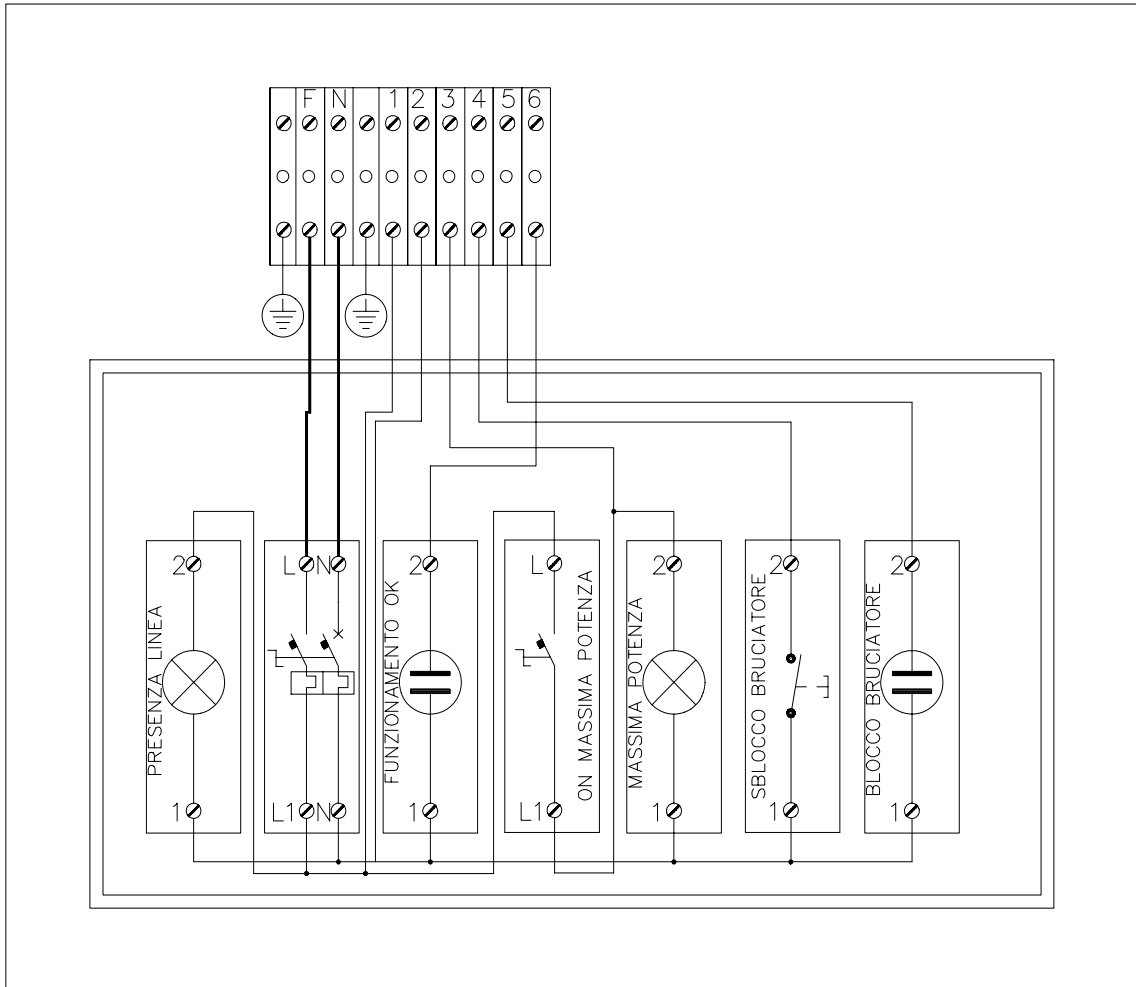 F N 1 2 3 4 5 6
2
L N
2
L
2
2
2
PRESENZA LINEA
FUNZIONAMENTO OK
ON MASSIMA POTENZA
MASSIMA POTENZA
SBLOCCO BRUCIATORE
BLOCCO BRUCIATORE
1
L1 N
1
L1
1
1
1